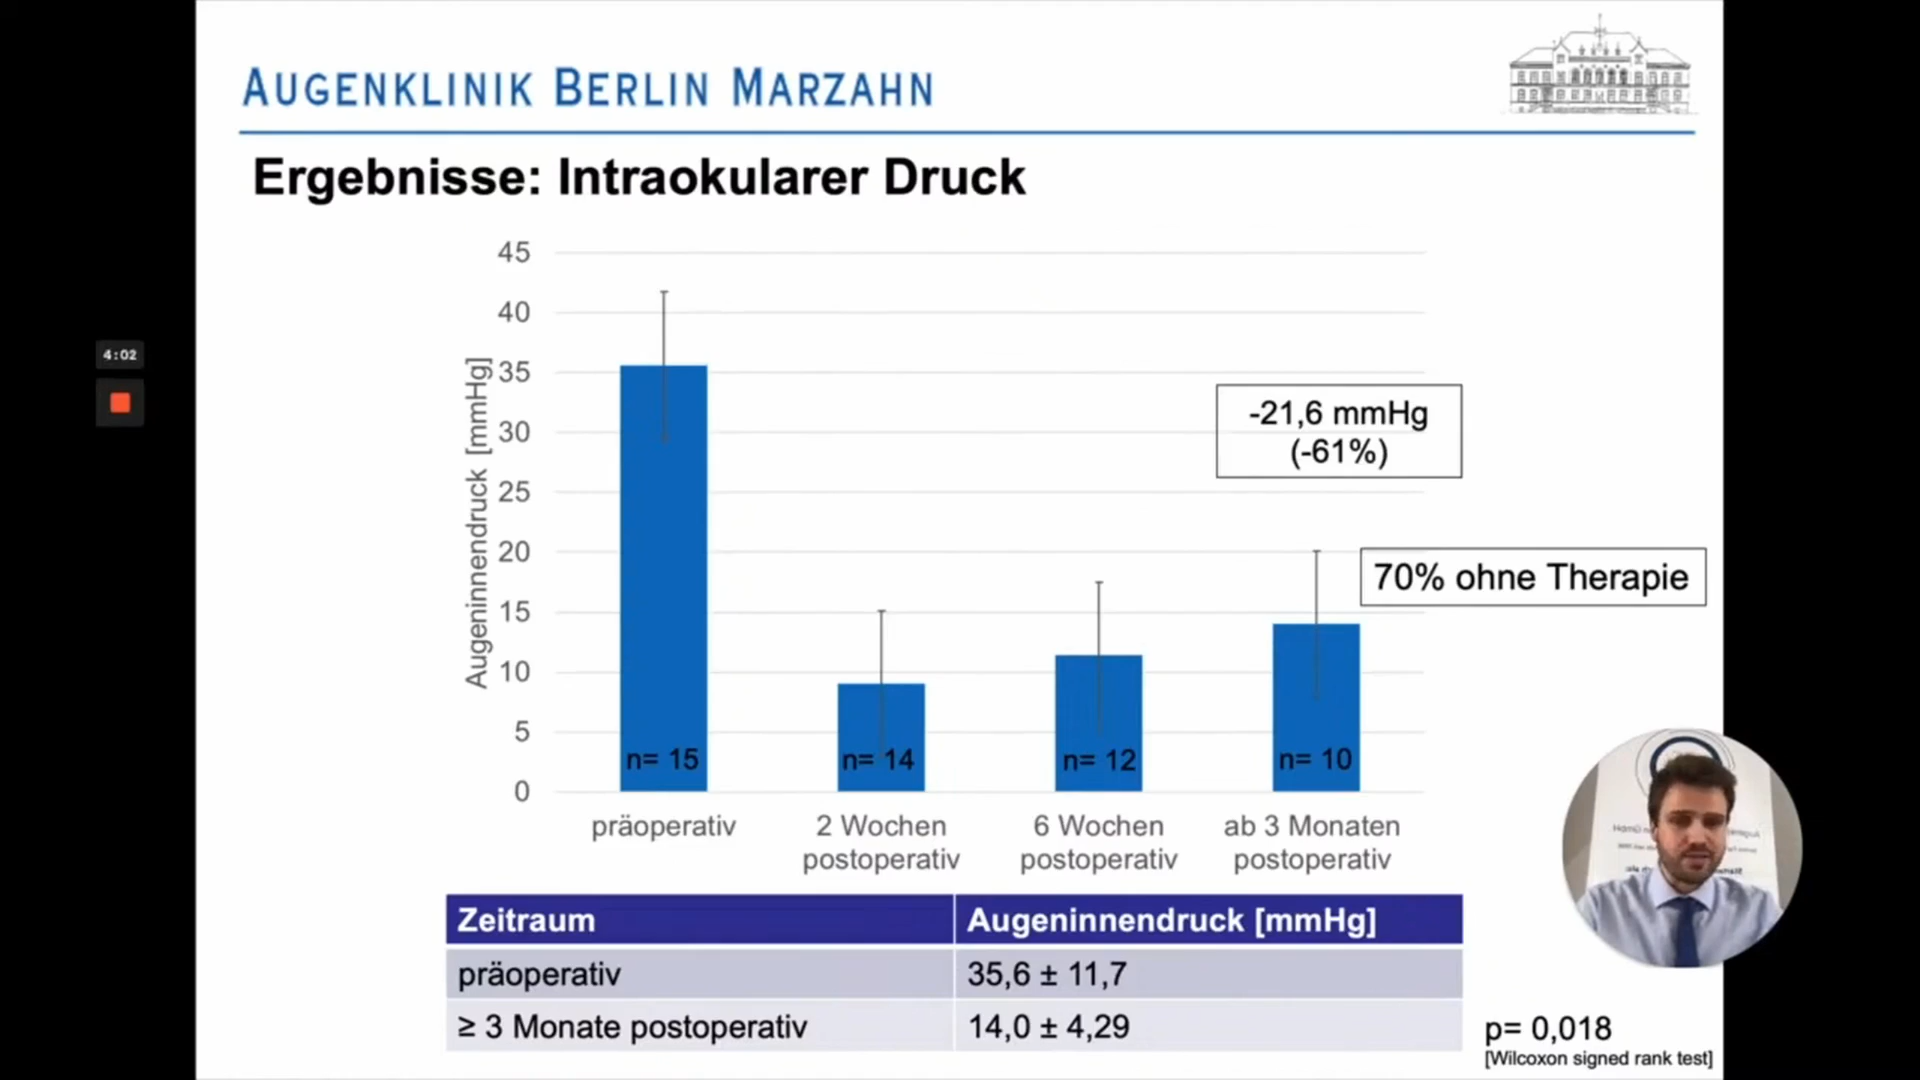 AUGENKLINIK BERLIN MARZAHN
Ergebnisse: Intraokularer Druck
4:02
Augeninnendruck [mmHg]
45
40
35
30
25
20
15
10
5
0
-21,6 mmHg
(-61%)
70% ohne Therapie
n= 15
n= 14
n= 12
n= 10
präoperativ
2 Wochen
postoperativ
6 Wochen
postoperativ
ab 3 Monaten
postoperativ
Zeitraum
Augeninnendruck [mmHg]
präoperativ
35,6 ± 11,7
≥ 3 Monate postoperativ
14,0 ± 4,29
p= 0,018
[Wilcoxon signed rank test]